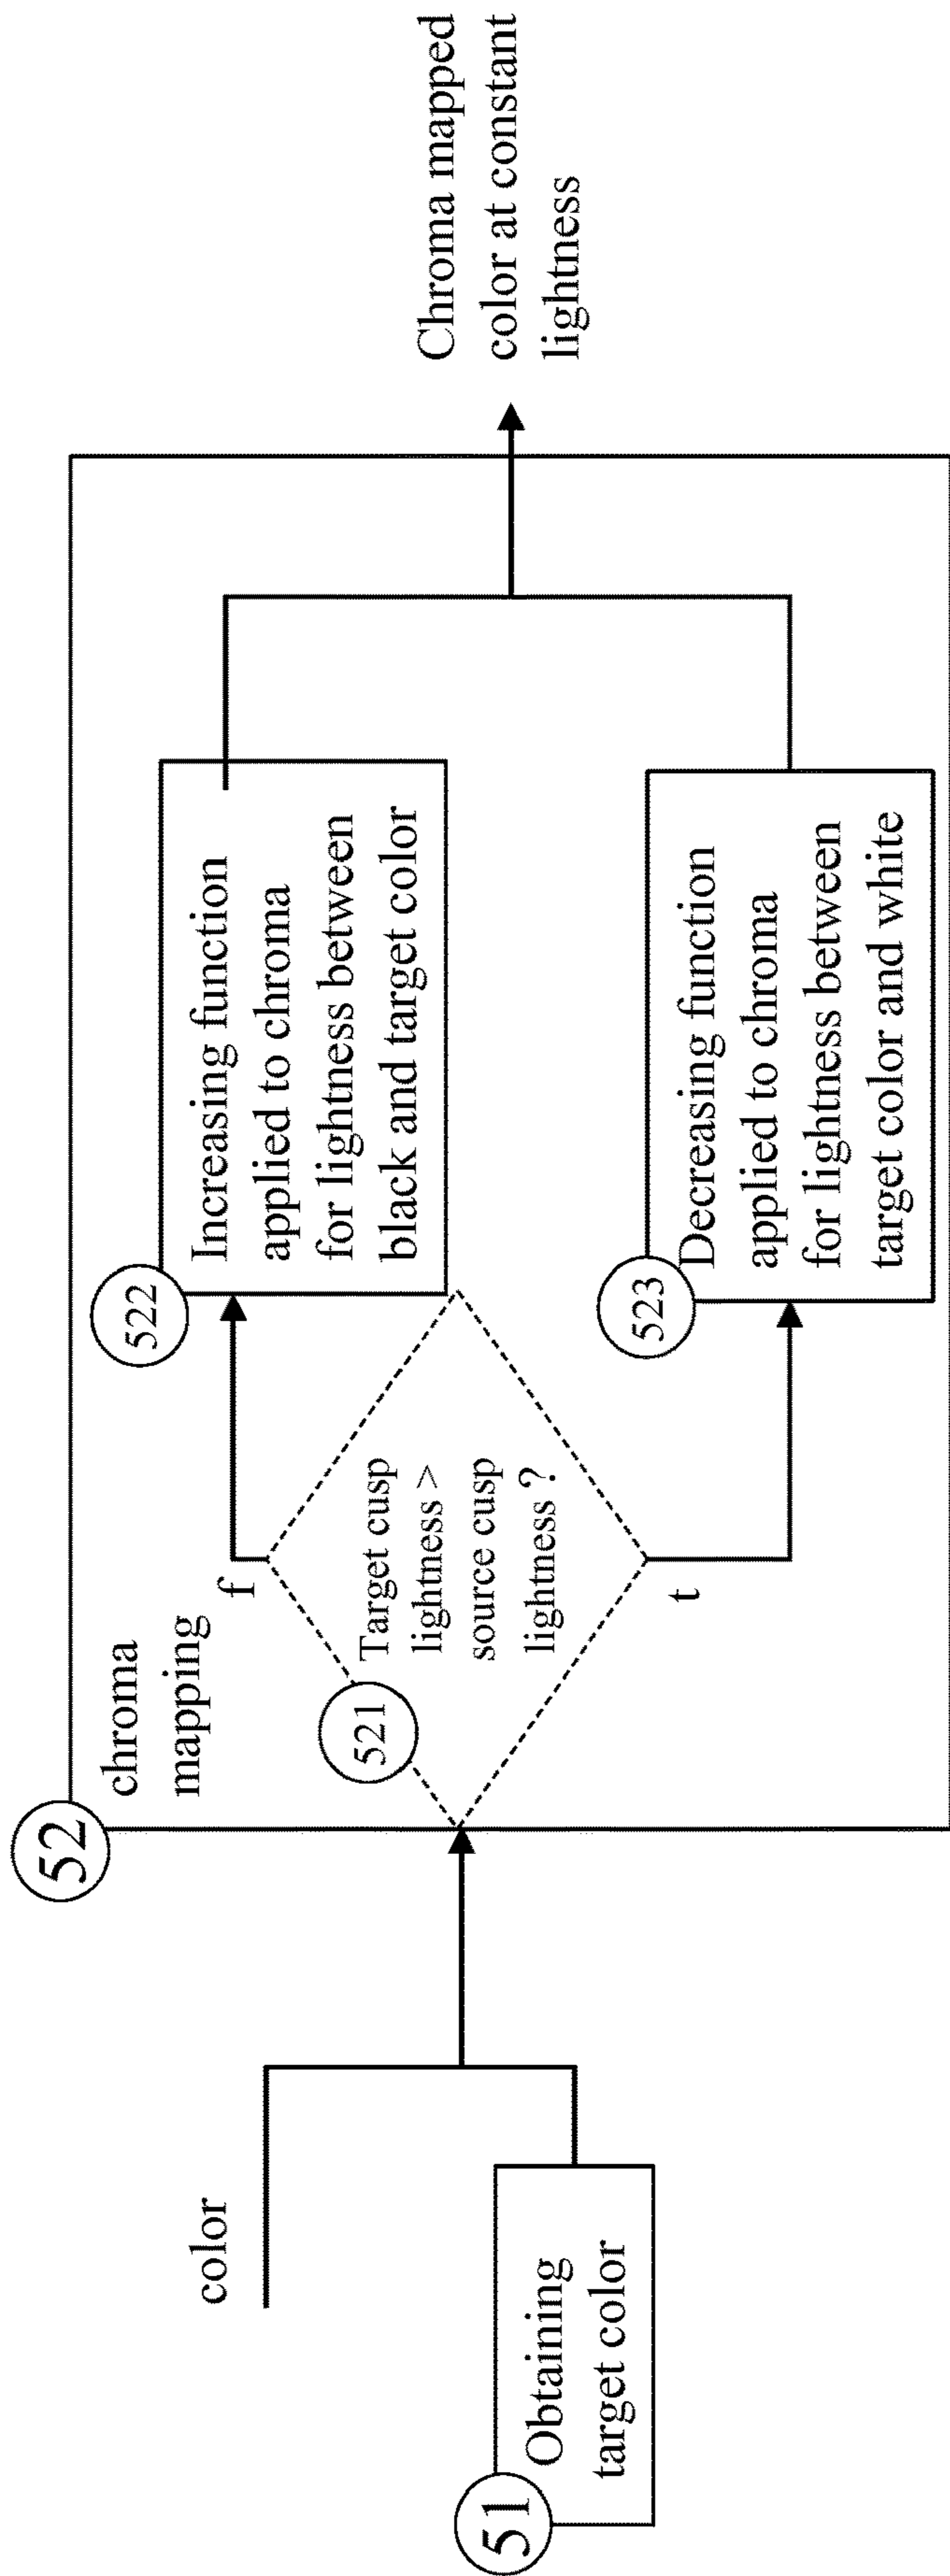 color
51
Obtaining
target color
52
chroma
mapping
521
Target cusp
lightness >
source cusp
lightness ?
f
t
522
Increasing function
applied to chroma
for lightness between
black and target color
523
Decreasing function
applied to chroma
for lightness between
target color and white
Chroma mapped
color at constant
lightness